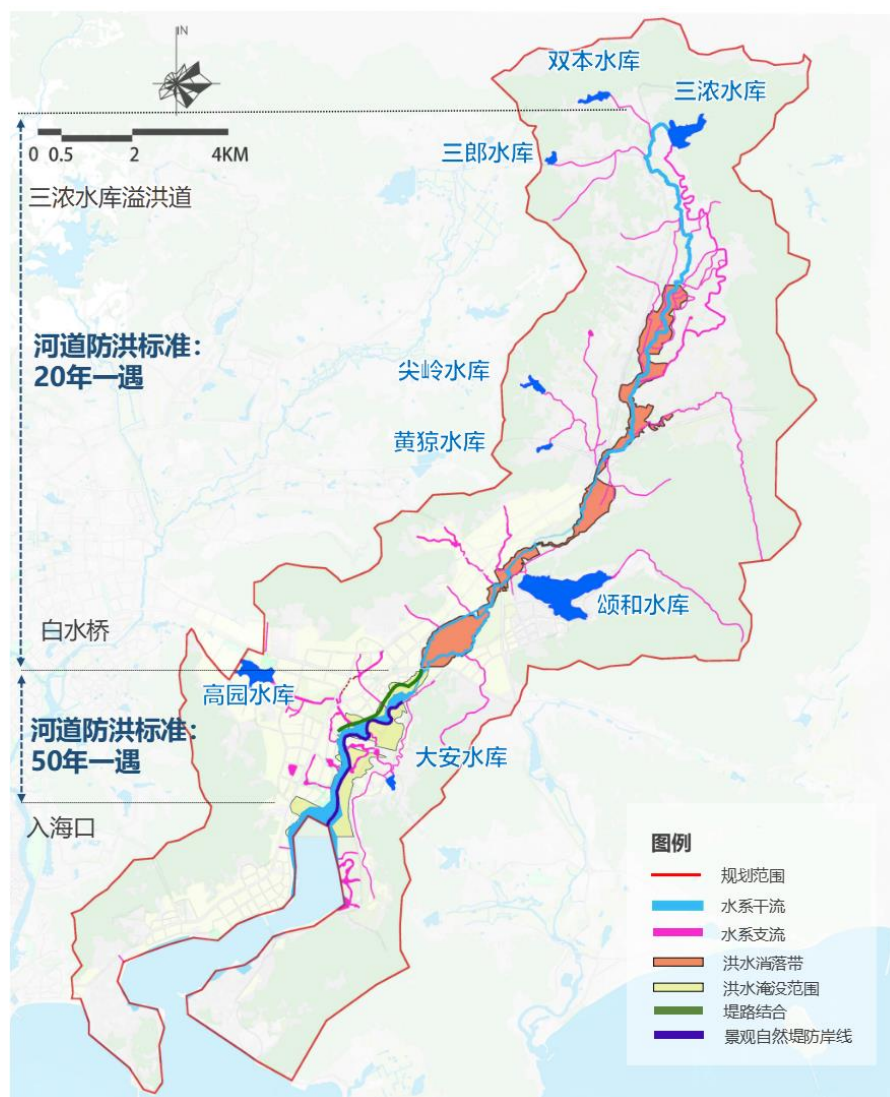 IN
双本水库
三浓水库
0 0.5 2 4KM
三郎水库
三浓水库溢洪道
河道防洪标准：
20年一遇
尖岭水库
黄猄水库
颂和水库
白水桥
高园水库
河道防洪标准：
50年一遇
大安水库
入海口
图例
规划范围
水系干流
水系支流
洪水消落带
洪水淹没范围
堤路结合
景观自然堤防岸线